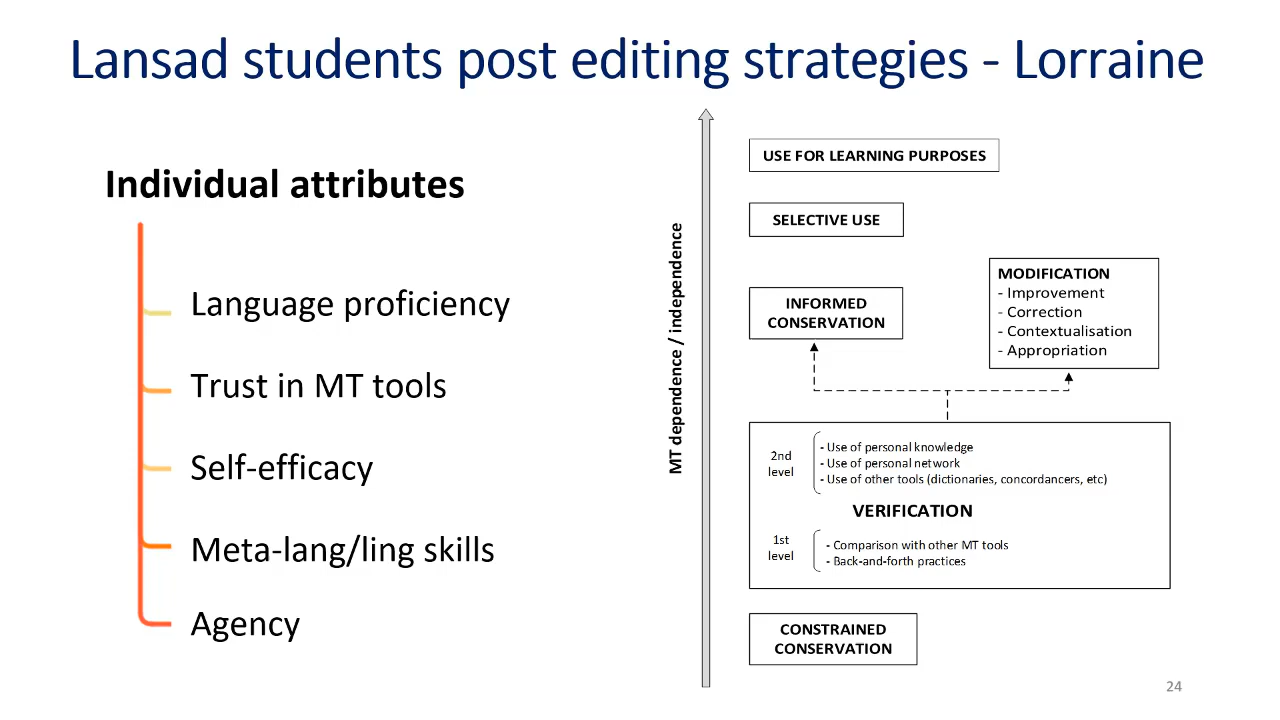 Lansad students post editing strategies - Lorraine
Individual attributes
Language proficiency
Trust in MT tools
Self-efficacy
Meta-lang/ling skills
Agency
MT dependence / independence
USE FOR LEARNING PURPOSES
SELECTIVE USE
INFORMED
CONSERVATION
MODIFICATION
- Improvement
- Correction
- Contextualisation
- Appropriation
2nd
level
- Use of personal knowledge
- Use of personal network
- Use of other tools (dictionaries, concordancers, etc)
VERIFICATION
1st
level
- Comparison with other MT tools
- Back-and-forth practices
CONSTRAINED
CONSERVATION
24